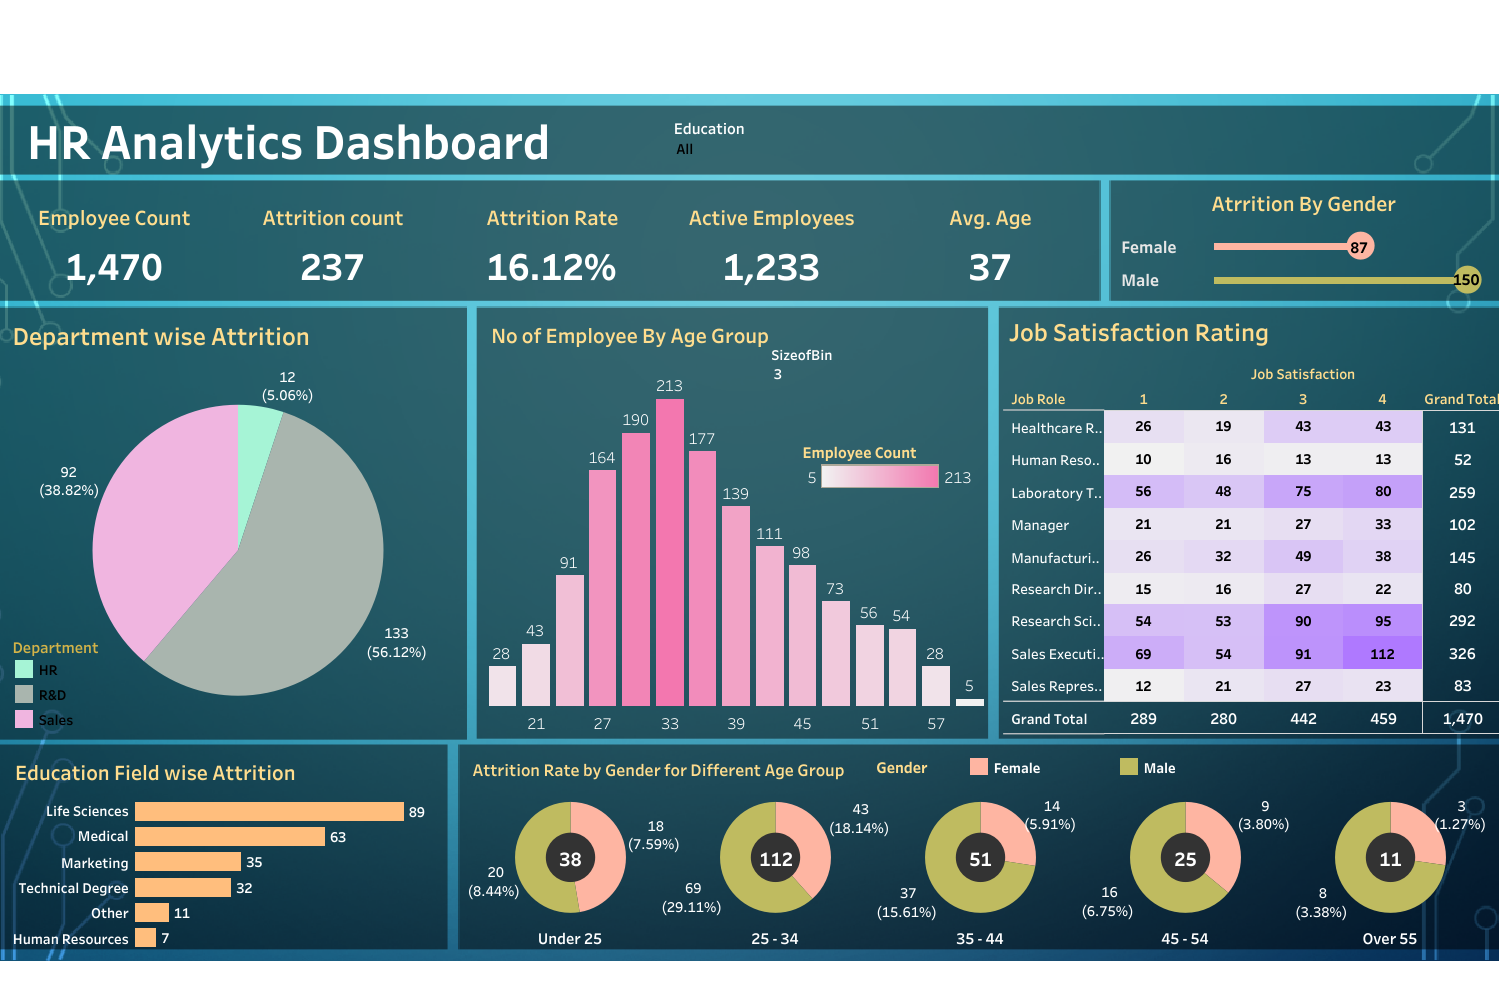 HR Analytics Dashboard
Education
All
Employee Count
1,470
Attrition count
237
Attrition Rate
16.12%
Active Employees
1,233
Avg. Age
37
Atrrition By Gender
Female 87
Male 150
Department wise Attrition
12
(5.06%)
92
(38.82%)
133
(56.12%)
Department
HR
R&D
Sales
No of Employee By Age Group
SizeofBin
3
Employee Count
5 213
28 43 91 164 190 213 177 139 111 98 73 56 54 28 5
21 27 33 39 45 51 57
Job Satisfaction Rating
Job Satisfaction
Job Role 1 2 3 4 Grand Total
Healthcare R.. 26 19 43 43 131
Human Reso.. 10 16 13 13 52
Laboratory T.. 56 48 75 80 259
Manager 21 21 27 33 102
Manufacturi.. 26 32 49 38 145
Research Dir.. 15 16 27 22 80
Research Sci.. 54 53 90 95 292
Sales Executi.. 69 54 91 112 326
Sales Repres.. 12 21 27 23 83
Grand Total 289 280 442 459 1,470
Education Field wise Attrition
Life Sciences 89
Medical 63
Marketing 35
Technical Degree 32
Other 11
Human Resources 7
Attrition Rate by Gender for Different Age Group
Gender Female Male
18
(7.59%)
38
20
(8.44%)
Under 25
43
(18.14%)
112
69
(29.11%)
25 - 34
14
(5.91%)
51
37
(15.61%)
35 - 44
9
(3.80%)
25
16
(6.75%)
45 - 54
3
(1.27%)
11
8
(3.38%)
Over 55